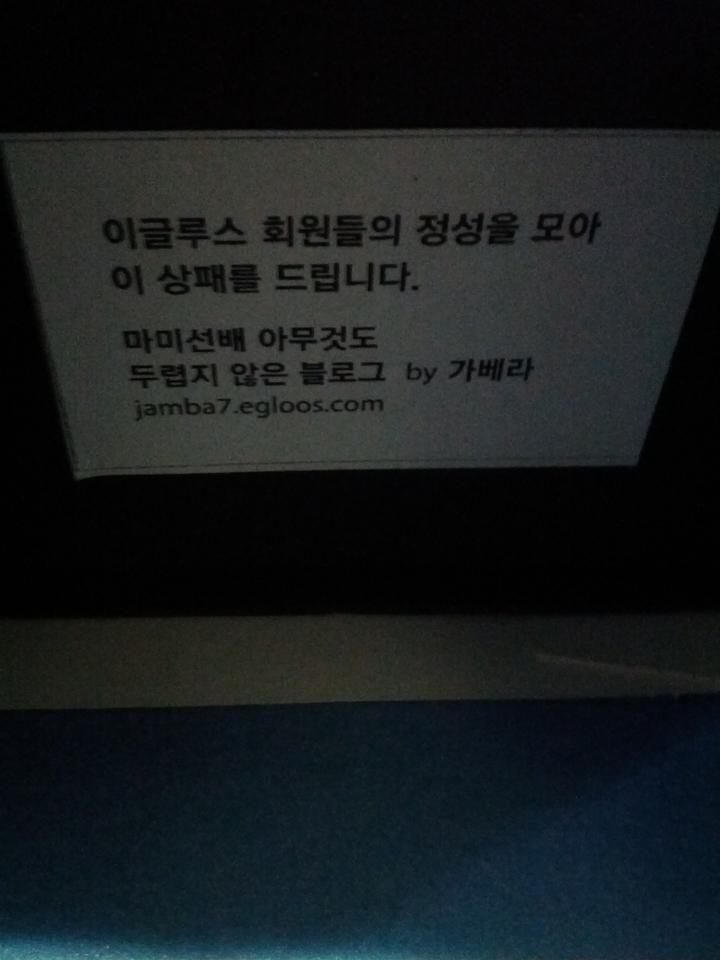 이글루스 회원들의 정성을 모아
이 상패를 드립니다.
마미선배 아무것도
두렵지 않은 블로그 by 가베라
jamba7.egloos.com